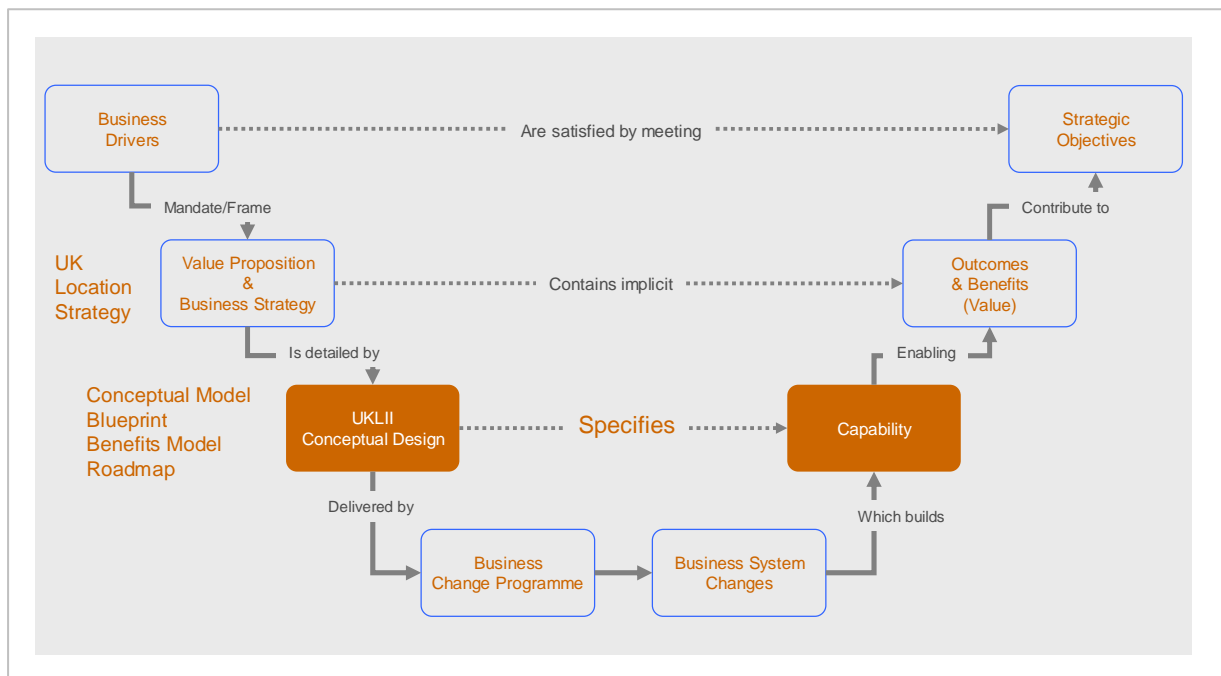 Business
Drivers
Are satisfied by meeting
Strategic
Objectives
Mandate/Frame
Contribute to
UK
Location
Strategy
Value Proposition
&
Business Strategy
Contains implicit
Outcomes
& Benefits
(Value)
Is detailed by
Enabling
Conceptual Model
Blueprint
Benefits Model
Roadmap
UKLII
Conceptual Design
Specifies
Capability
Delivered by
Which builds
Business
Change Programme
Business System
Changes